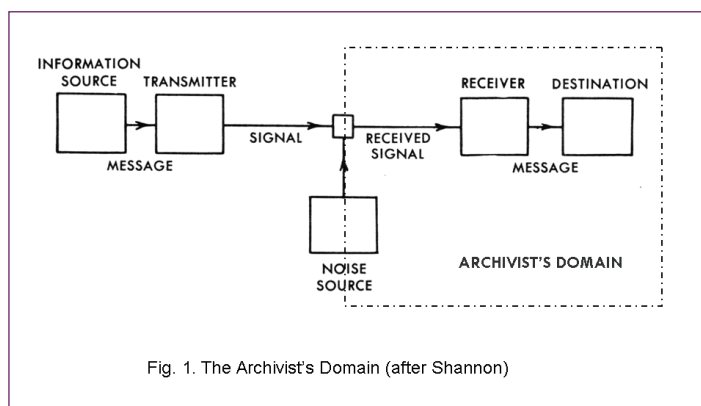 INFORMATION
SOURCE
TRANSMITTER
RECEIVER
DESTINATION
SIGNAL
RECEIVED
SIGNAL
MESSAGE
MESSAGE
NOISE
SOURCE
ARCHIVIST'S DOMAIN
Fig. 1. The Archivist's Domain (after Shannon)